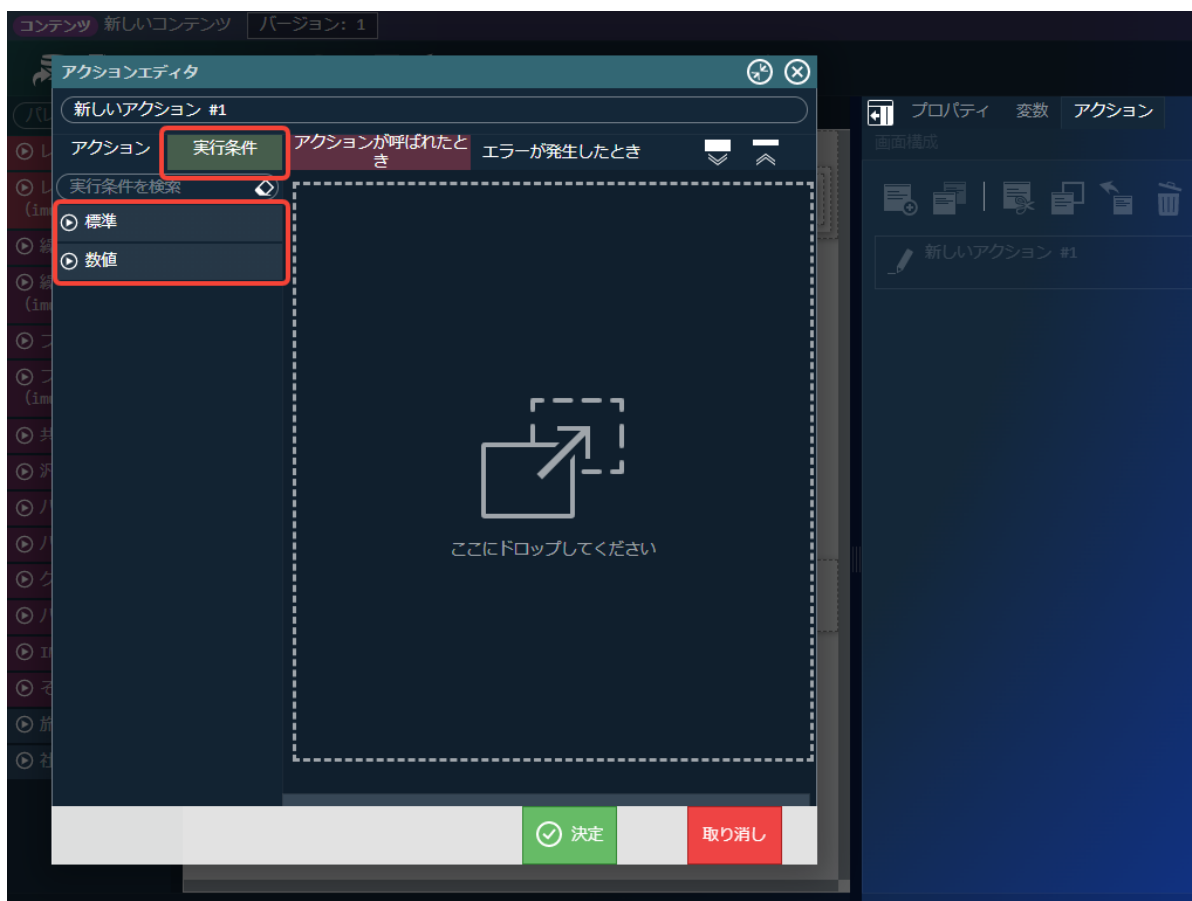 コンテンツ 新しいコンテンツ バージョン: 1
アクションエディタ
新しいアクション #1
アクション 実行条件 アクションが呼ばれたとき エラーが発生したとき
実行条件を検索
標準
数値
ここにドロップしてください
決定 取り消し
プロパティ 変数 アクション
画面構成
新しいアクション #1